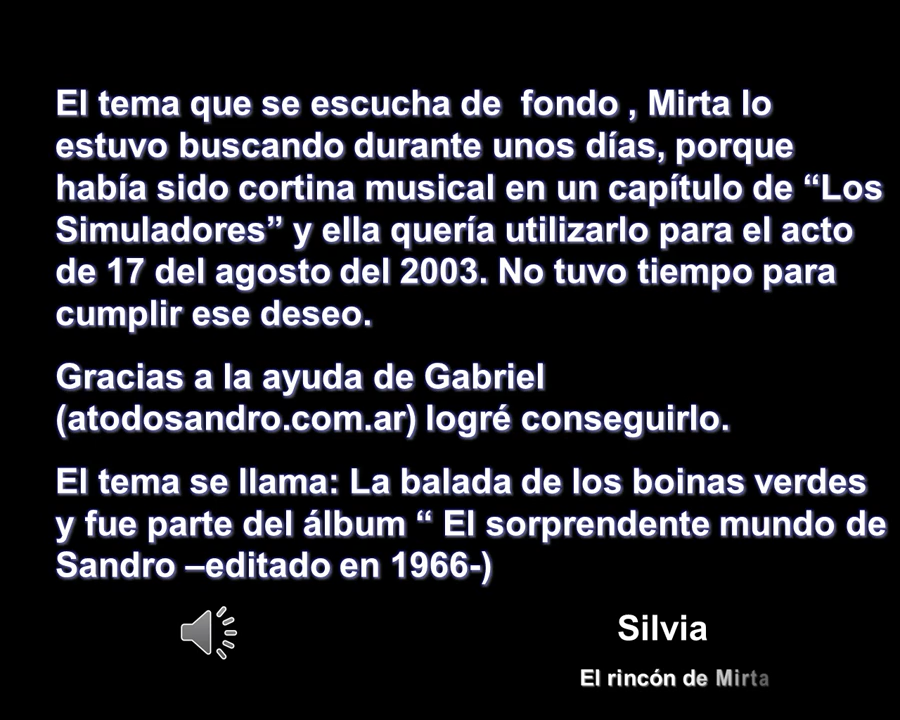 El tema que se escucha de  fondo , Mirta lo
estuvo buscando durante unos días, porque
había sido cortina musical en un capítulo de “Los
Simuladores” y ella quería utilizarlo para el acto
de 17 del agosto del 2003. No tuvo tiempo para
cumplir ese deseo.
Gracias a la ayuda de Gabriel
(atodosandro.com.ar) logré conseguirlo.
El tema se llama: La balada de los boinas verdes
y fue parte del álbum “ El sorprendente mundo de
Sandro –editado en 1966-)
Silvia
El rincón de Mirta